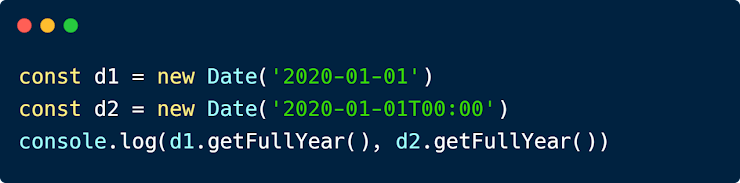 const d1 = new Date('2020-01-01')
const d2 = new Date('2020-01-01T00:00')
console.log(d1.getFullYear(), d2.getFullYear())